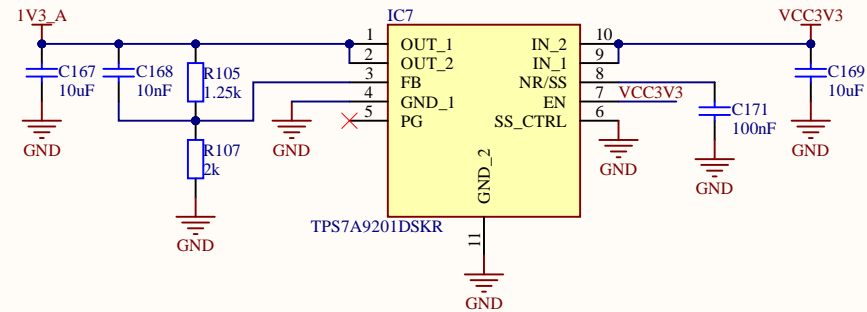 1V3_A
IC7
VCC3V3
1
OUT_1
IN_2
10
2
OUT_2
IN_1
9
C167
10uF
C168
10nF
R105
1.25k
3
FB
NR/SS
8
C169
10uF
4
GND_1
EN
7
VCC3V3
5
PG
SS_CTRL
6
C171
100nF
GND
GND
R107
2k
GND
GND
GND
GND_2
GND
TPS7A9201DSKR
11
GND